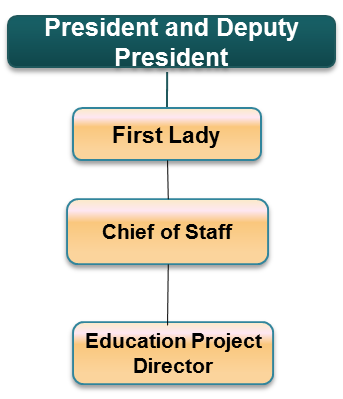 President and Deputy
President
First Lady
Chief of Staff
Education Project
Director